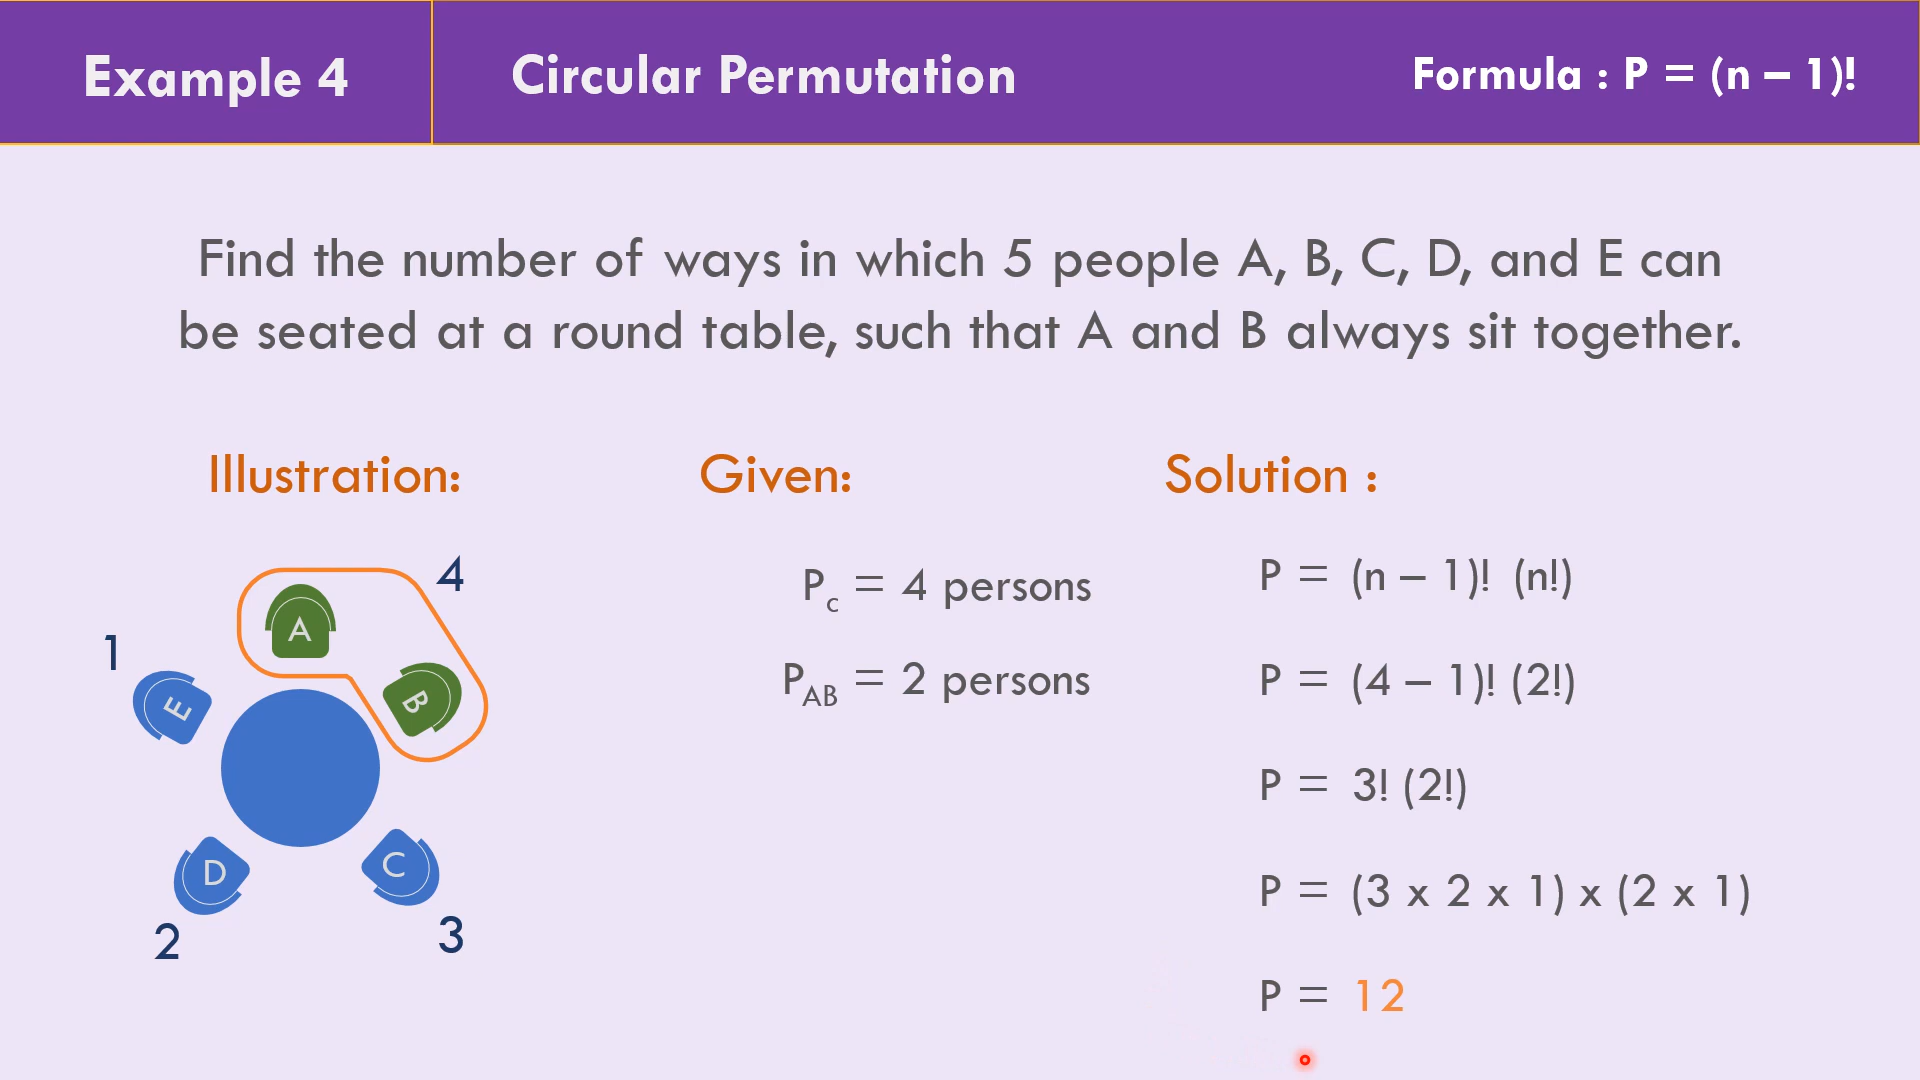 Example 4
Circular Permutation
Formula : P = (n – 1)!
Find the number of ways in which 5 people A, B, C, D, and E can
be seated at a round table, such that A and B always sit together.
Illustration:
4
A
1
B
E
D
C
2
3
Given:
Pc = 4 persons
PAB = 2 persons
Solution :
P = (n – 1)! (n!)
P = (4 – 1)! (2!)
P = 3! (2!)
P = (3 x 2 x 1) x (2 x 1)
P = 12